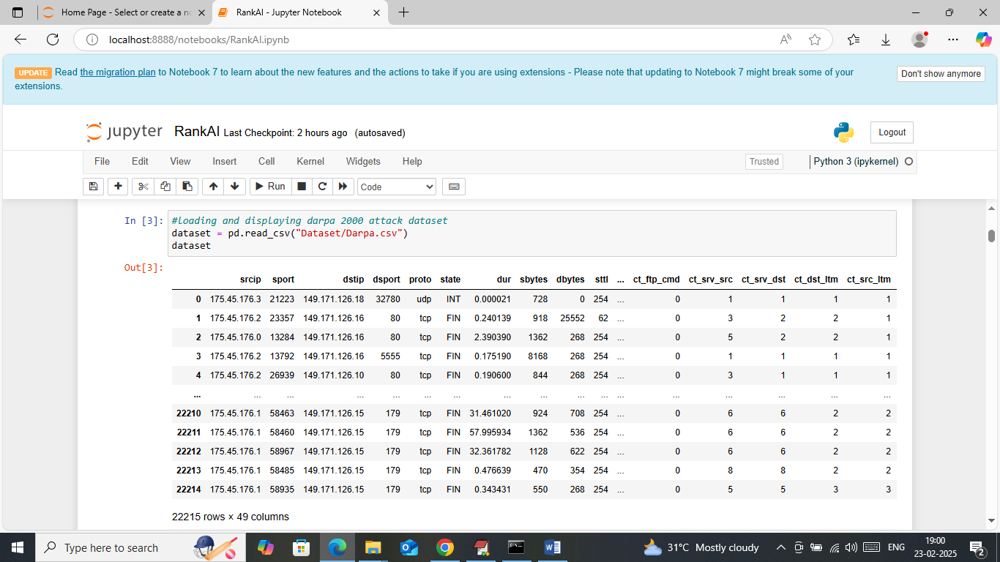 Home Page - Select or create a no
RankAI - Jupyter Notebook
localhost:8888/notebooks/RankAI.ipynb
UPDATE Read the migration plan to Notebook 7 to learn about the new features and the actions to take if you are using extensions - Please note that updating to Notebook 7 might break some of your
extensions.
Don't show anymore
jupyter RankAI Last Checkpoint: 2 hours ago (autosaved)
Logout
File Edit View Insert Cell Kernel Widgets Help
Trusted
Python 3 (ipykernel)
Run
Code
In [3]: #loading and displaying darpa 2000 attack dataset
dataset = pd.read_csv("Dataset/Darpa.csv")
dataset
Out[3]:
srcip sport dstip dsport proto state dur sbytes dbytes sttl ... ct_ftp_cmd ct_srv_src ct_srv_dst ct_dst_ltm ct_src_ltm
0 175.45.176.3 21223 149.171.126.18 32780 udp INT 0.000021 728 0 254 ... 0 1 1 1 1
1 175.45.176.2 23357 149.171.126.16 80 tcp FIN 0.240139 918 25552 62 ... 0 3 2 2 1
2 175.45.176.0 13284 149.171.126.16 80 tcp FIN 2.390390 1362 268 254 ... 0 5 2 2 1
3 175.45.176.2 13792 149.171.126.16 5555 tcp FIN 0.175190 8168 268 254 ... 0 1 1 1 1
4 175.45.176.2 26939 149.171.126.10 80 tcp FIN 0.190600 844 268 254 ... 0 3 1 1 1
... ... ... ... ... ... ... ... ... ... ... ... ... ... ... ... ...
22210 175.45.176.1 58463 149.171.126.15 179 tcp FIN 31.461020 924 708 254 ... 0 6 6 2 2
22211 175.45.176.1 58460 149.171.126.15 179 tcp FIN 57.995934 1362 536 254 ... 0 6 6 2 2
22212 175.45.176.1 58967 149.171.126.15 179 tcp FIN 32.361782 1128 622 254 ... 0 6 6 2 2
22213 175.45.176.1 58485 149.171.126.15 179 tcp FIN 0.476639 470 354 254 ... 0 8 8 2 2
22214 175.45.176.1 58935 149.171.126.15 179 tcp FIN 0.343431 550 268 254 ... 0 5 5 3 3
22215 rows × 49 columns
Type here to search
31°C Mostly cloudy
ENG
19:00
23-02-2025
2